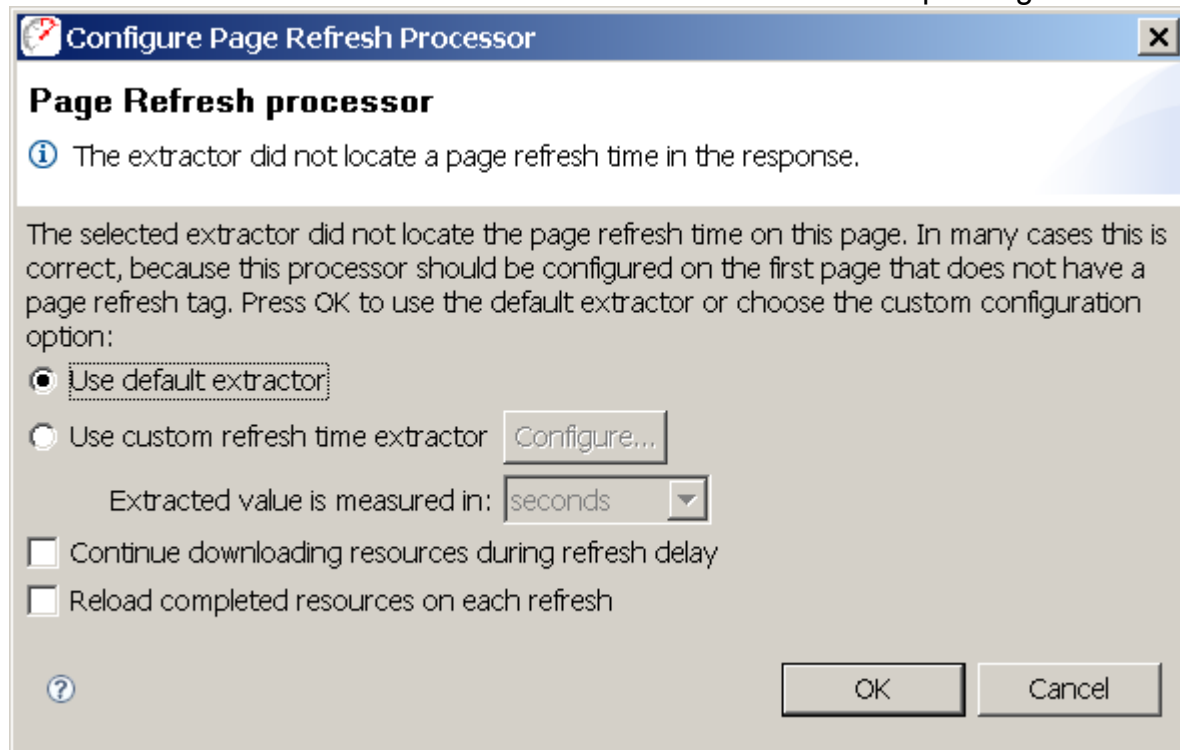 Configure Page Refresh Processor
Page Refresh processor
The extractor did not locate a page refresh time in the response.
The selected extractor did not locate the page refresh time on this page. In many cases this is
correct, because this processor should be configured on the first page that does not have a
page refresh tag. Press OK to use the default extractor or choose the custom configuration
option:
Use default extractor
Use custom refresh time extractor Configure...
Extracted value is measured in: seconds
Continue downloading resources during refresh delay
Reload completed resources on each refresh
OK Cancel